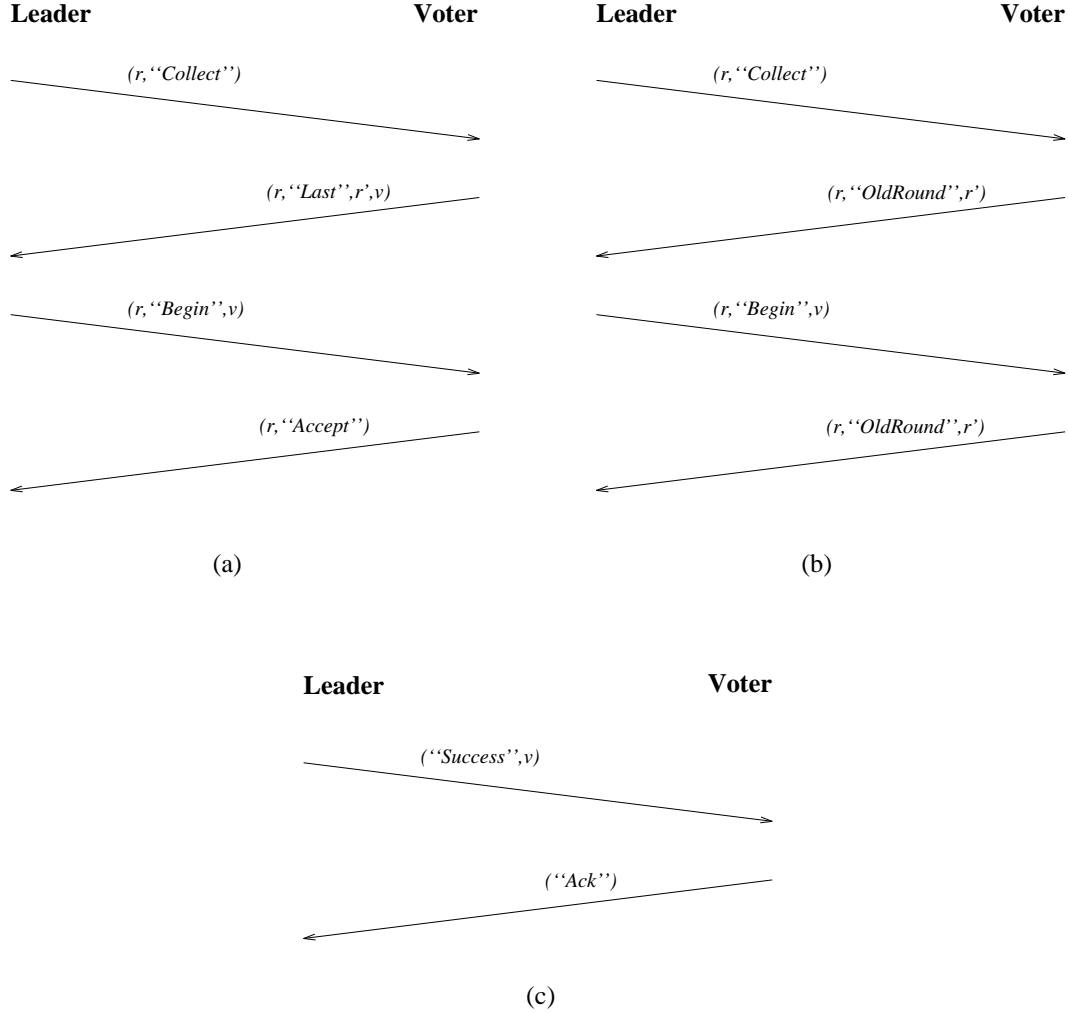 Leader Voter
(r,‘‘Collect’’)
(r,‘‘Last’’,r’,v)
(r,‘‘Begin’’,v)
(r,‘‘Accept’’)
(a)
Leader Voter
(r,‘‘Collect’’)
(r,‘‘OldRound’’,r’)
(r,‘‘Begin’’,v)
(r,‘‘OldRound’’,r’)
(b)
Leader Voter
(‘‘Success’’,v)
(‘‘Ack’’)
(c)